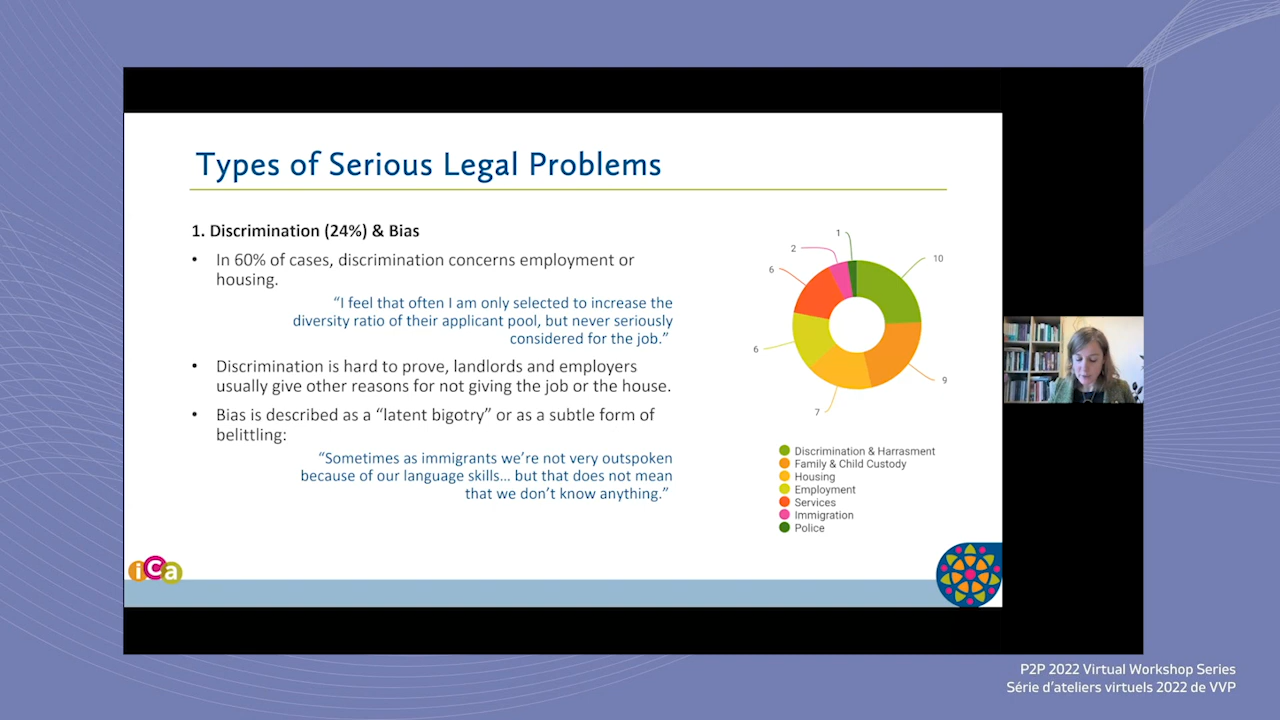 Types of Serious Legal Problems
1. Discrimination (24%) & Bias
• In 60% of cases, discrimination concerns employment or
housing.
“I feel that often I am only selected to increase the
diversity ratio of their applicant pool, but never seriously
considered for the job.”
• Discrimination is hard to prove, landlords and employers
usually give other reasons for not giving the job or the house.
• Bias is described as a “latent bigotry” or as a subtle form of
belittling:
“Sometimes as immigrants we’re not very outspoken
because of our language skills... but that does not mean
that we don’t know anything.”
1
2
10
6
6
9
7
Discrimination & Harrasment
Family & Child Custody
Housing
Employment
Services
Immigration
Police
ica
P2P 2022 Virtual Workshop Series
Série d’ateliers virtuels 2022 de VVP